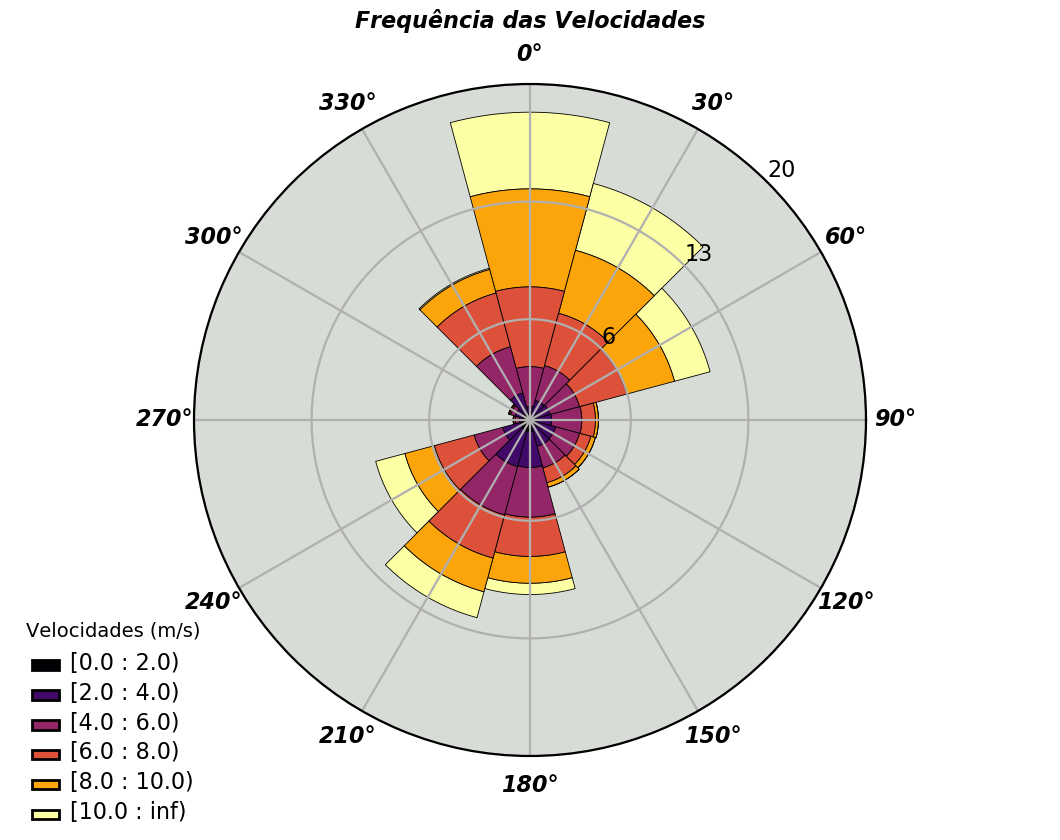 Frequência das Velocidades
0°
330°
30°
20
300°
60°
13
6
270°
90°
240°
120°
210°
150°
180°
Velocidades (m/s)
[0.0 : 2.0)
[2.0 : 4.0)
[4.0 : 6.0)
[6.0 : 8.0)
[8.0 : 10.0)
[10.0 : inf)